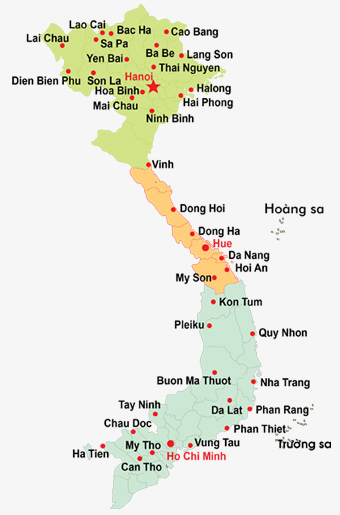 Lao Cai
Bac Ha
Cao Bang
Lai Chau
Sa Pa
Ba Be
Lang Son
Yen Bai
Thai Nguyen
Dien Bien Phu
Son La
Hanoi
Hoa Binh
Halong
Mai Chau
Hai Phong
Ninh Binh
Vinh
Dong Hoi
Hoàng sa
Dong Ha
Hue
Da Nang
Hoi An
My Son
Kon Tum
Pleiku
Quy Nhon
Buon Ma Thuot
Nha Trang
Tay Ninh
Da Lat
Phan Rang
Chau Doc
Phan Thiet
My Tho
Vung Tau
Trường sa
Ha Tien
Ho Chi Minh
Can Tho